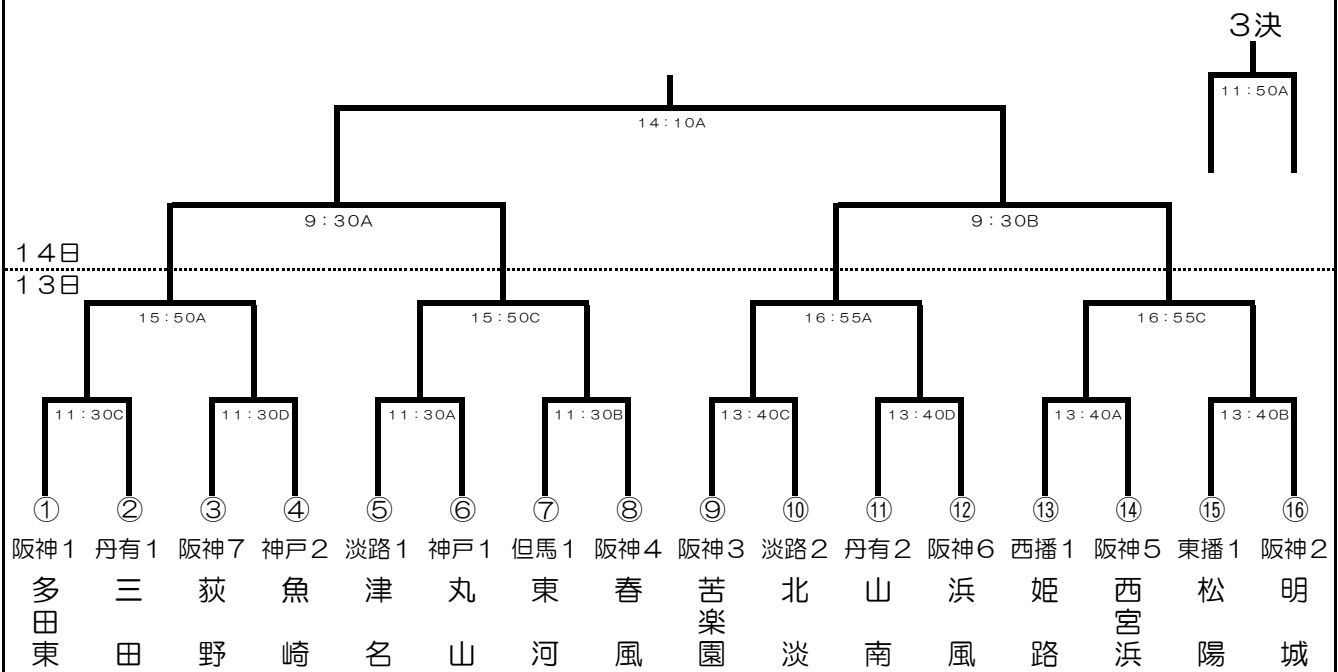 ３決
１１：５０A
１４：１０A
９：３０A
９：３０B
１４日
１３日
１５：５０A
１５：５０C
１６：５５A
１６：５５C
１１：３０C
１１：３０D
１１：３０A
１１：３０B
１３：４０C
１３：４０D
１３：４０A
１３：４０B
① ② ③ ④ ⑤ ⑥ ⑦ ⑧ ⑨ ⑩ ⑪ ⑫ ⑬ ⑭ ⑮ ⑯
阪神１ 丹有１ 阪神７ 神戸２ 淡路１ 神戸１ 但馬１ 阪神４ 阪神３ 淡路２ 丹有２ 阪神６ 西播１ 阪神５ 東播１ 阪神２
多田東
三田
荻野
魚崎
津名
丸山
東河
春風
苦楽園
北淡
山南
浜風
姫路
西宮浜
松陽
明城